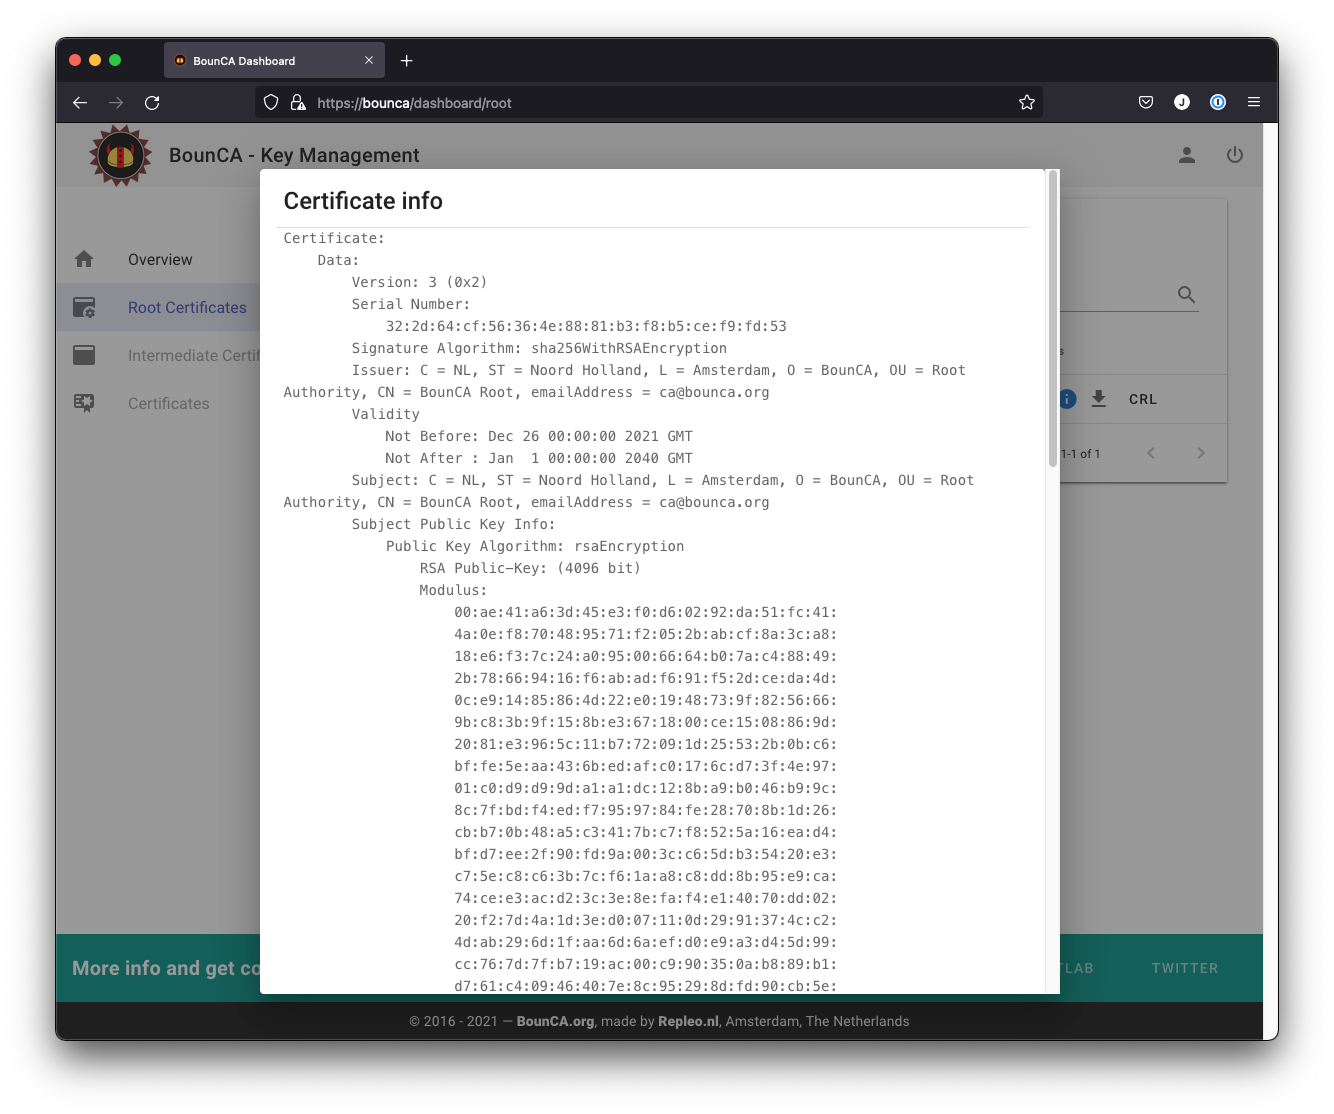 BounCA Dashboard
https://bounca/dashboard/root
J
BounCA - Key Management
Overview
Root Certificates
Intermediate Certif
Certificates
Certificate info
Certificate:
Data:
Version: 3 (0x2)
Serial Number:
32:2d:64:cf:56:36:4e:88:81:b3:f8:b5:ce:f9:fd:53
Signature Algorithm: sha256WithRSAEncryption
Issuer: C = NL, ST = Noord Holland, L = Amsterdam, O = BounCA, OU = Root
Authority, CN = BounCA Root, emailAddress = ca@bounca.org
Validity
Not Before: Dec 26 00:00:00 2021 GMT
Not After : Jan  1 00:00:00 2040 GMT
Subject: C = NL, ST = Noord Holland, L = Amsterdam, O = BounCA, OU = Root
Authority, CN = BounCA Root, emailAddress = ca@bounca.org
Subject Public Key Info:
Public Key Algorithm: rsaEncryption
RSA Public-Key: (4096 bit)
Modulus:
00:ae:41:a6:3d:45:e3:f0:d6:02:92:da:51:fc:41:
4a:0e:f8:70:48:95:71:f2:05:2b:ab:cf:8a:3c:a8:
18:e6:f3:7c:24:a0:95:00:66:64:b0:7a:c4:88:49:
2b:78:66:94:16:f6:ab:ad:f6:91:f5:2d:ce:da:4d:
0c:e9:14:85:86:4d:22:e0:19:48:73:9f:82:56:66:
9b:c8:3b:9f:15:8b:e3:67:18:00:ce:15:08:86:9d:
20:81:e3:96:5c:11:b7:72:09:1d:25:53:2b:0b:c6:
bf:fe:5e:aa:43:6b:ed:af:c0:17:6c:d7:3f:4e:97:
01:c0:d9:d9:9d:a1:a1:dc:12:8b:a9:b0:46:b9:9c:
8c:7f:bd:f4:ed:f7:95:97:84:fe:28:70:8b:1d:26:
cb:b7:0b:48:a5:c3:41:7b:c7:f8:52:5a:16:ea:d4:
bf:d7:ee:2f:90:fd:9a:00:3c:c6:5d:b3:54:20:e3:
c7:5e:c8:c6:3b:7c:f6:1a:a8:c8:dd:8b:95:e9:ca:
74:ce:e3:ac:d2:3c:3e:8e:fa:f4:e1:40:70:dd:02:
20:f2:7d:4a:1d:3e:d0:07:11:0d:29:91:37:4c:c2:
4d:ab:29:6d:1f:aa:6d:6a:ef:d0:e9:a3:d4:5d:99:
cc:76:7d:7f:b7:19:ac:00:c9:90:35:0a:b8:89:b1:
d7:61:c4:09:46:40:7e:8c:95:29:8d:fd:90:cb:5e:
s
CRL
1-1 of 1
More info and get co
TLAB
TWITTER
© 2016 - 2021 — BounCA.org, made by Repleo.nl, Amsterdam, The Netherlands